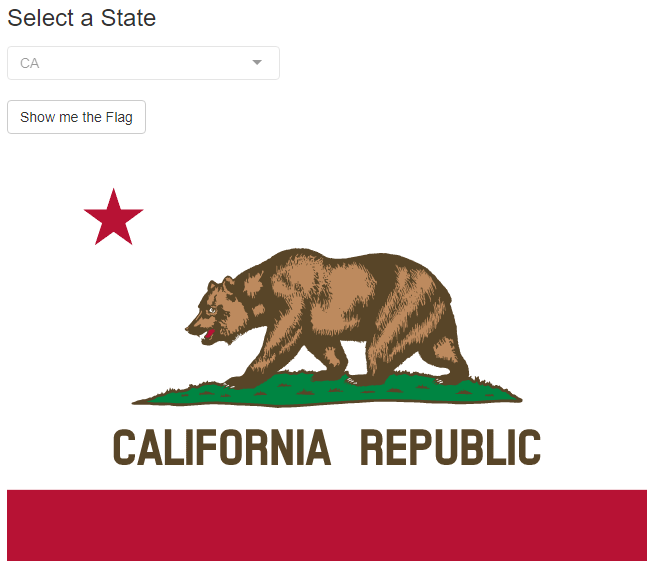 Select a State
CA
Show me the Flag
CALIFORNIA REPUBLIC